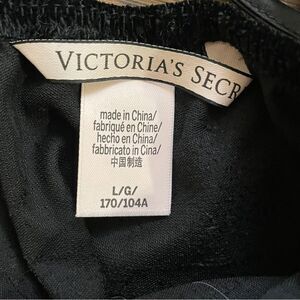 VICTORIA'S SECR
made in China/
fabriqué en Chine/
hecho en China/
fabbricato in Cina/
中国制造
L/G/
170/104A